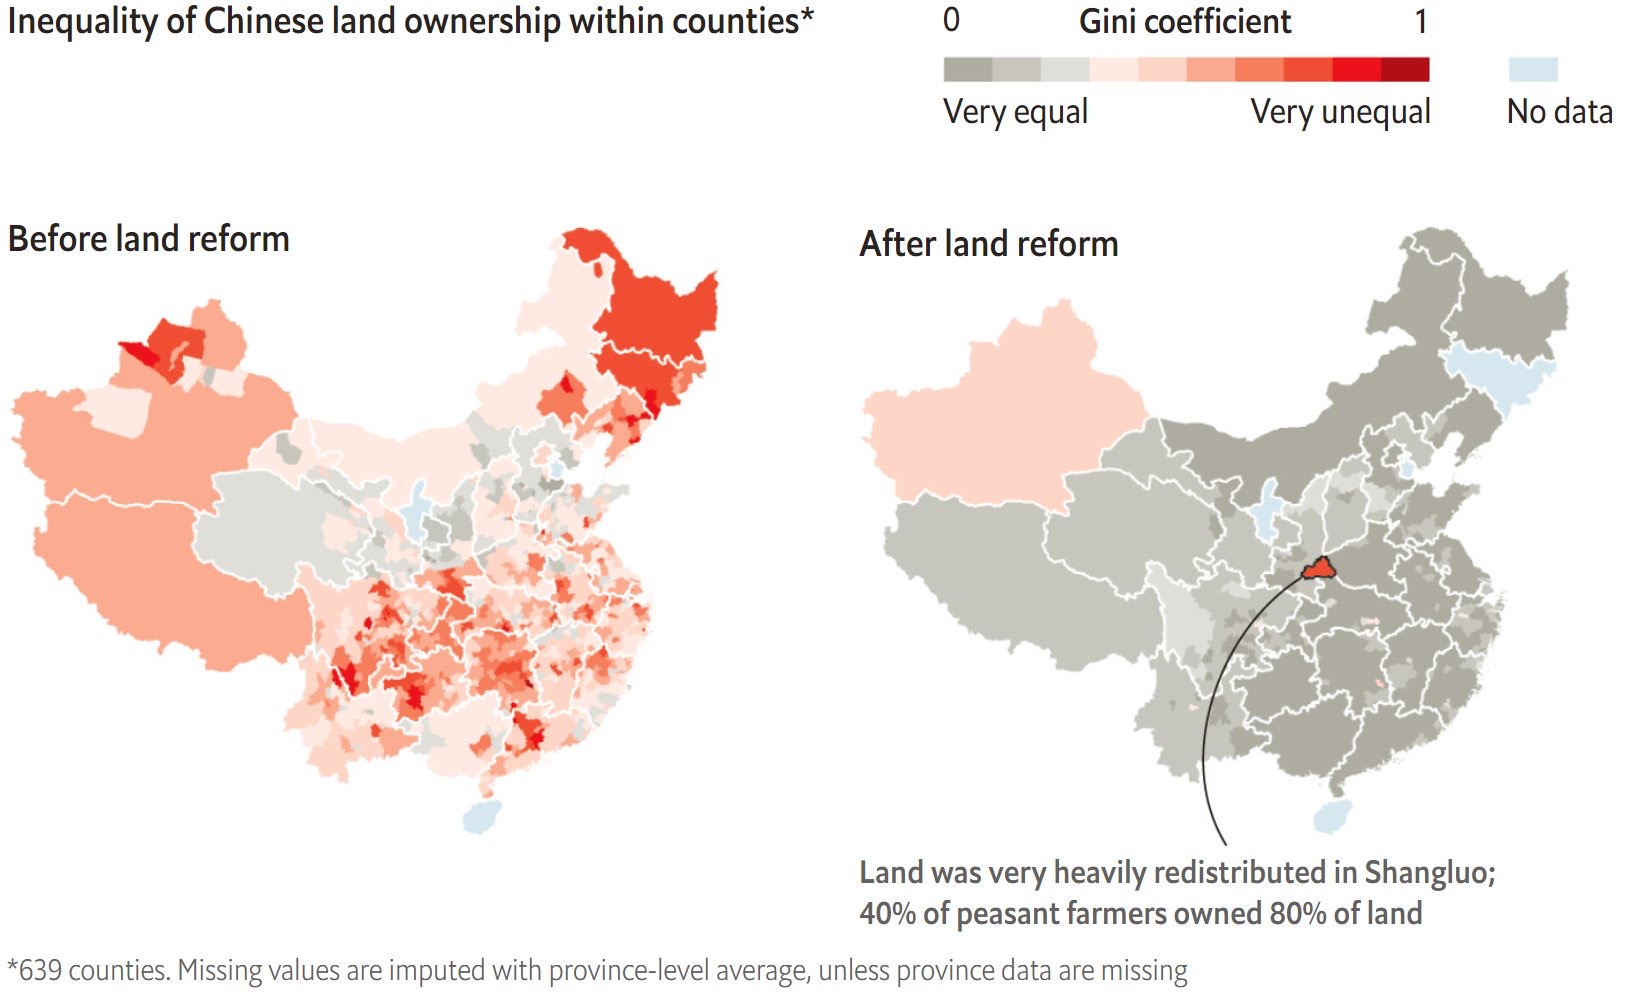 Inequality of Chinese land ownership within counties*
0 Gini coefficient 1
Very equal Very unequal No data
Before land reform
After land reform
Land was very heavily redistributed in Shangluo;
40% of peasant farmers owned 80% of land
*639 counties. Missing values are imputed with province-level average, unless province data are missing